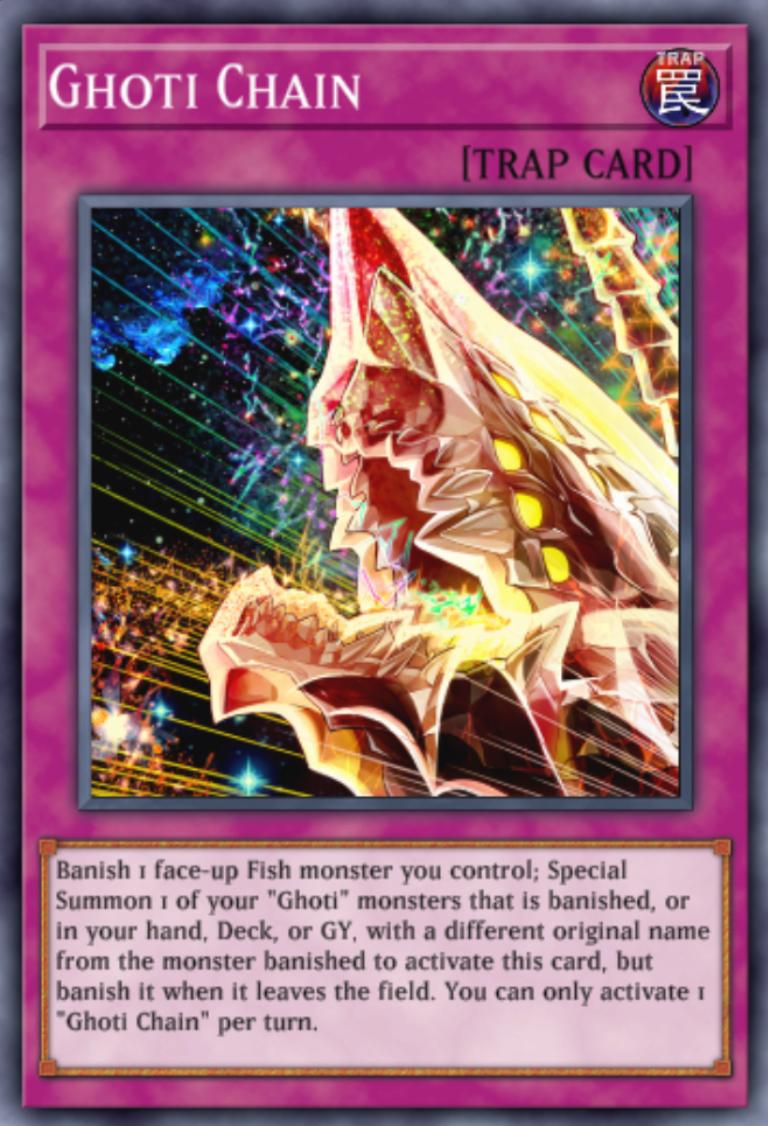 Ghoti Chain
TRAP
罠
[TRAP CARD]
Banish 1 face-up Fish monster you control; Special
Summon 1 of your "Ghoti" monsters that is banished, or
in your hand, Deck, or GY, with a different original name
from the monster banished to activate this card, but
banish it when it leaves the field. You can only activate 1
"Ghoti Chain" per turn.